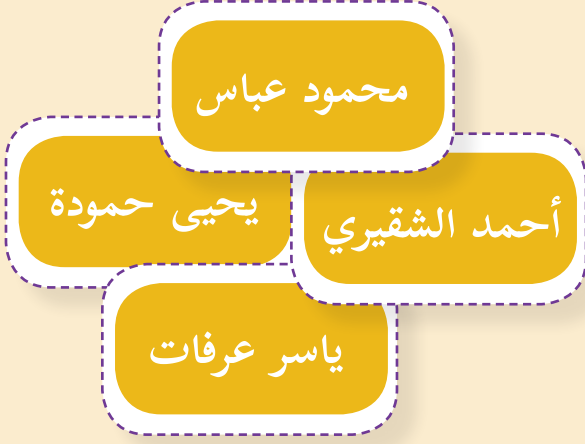 محمود عباس
أحمد الشقيري
يحيى حمودة
ياسر عرفات